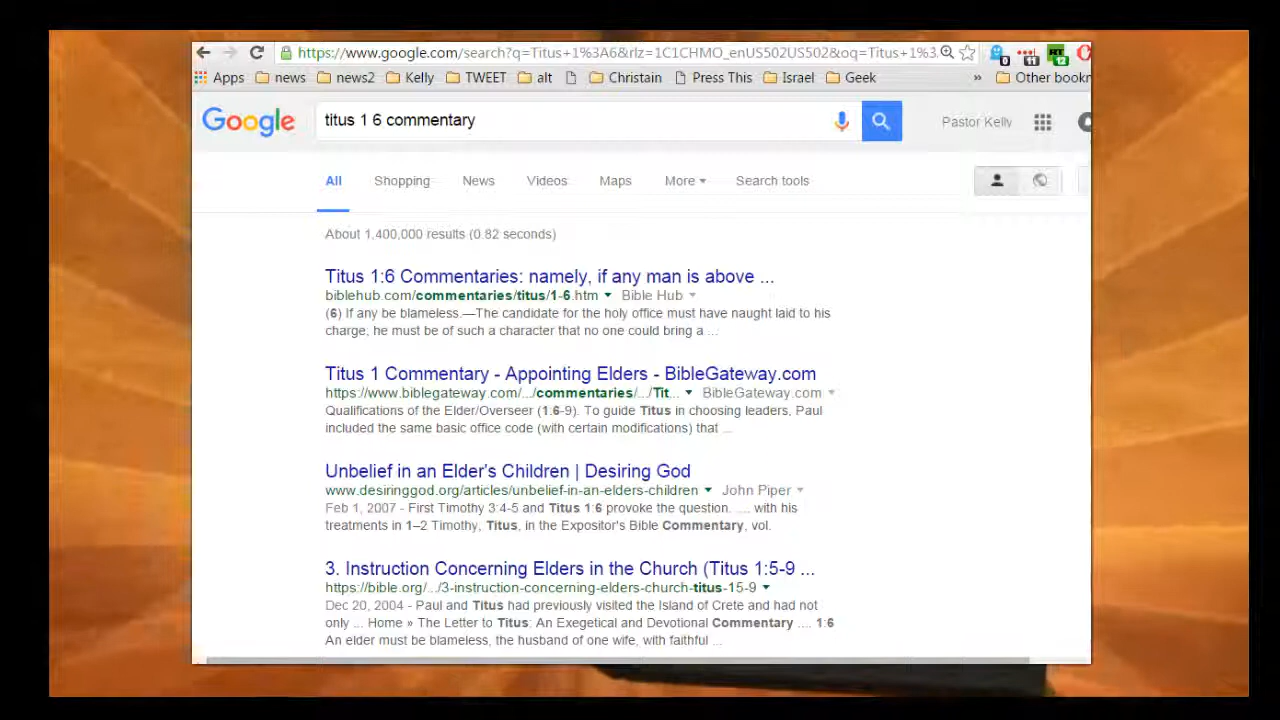 https://www.google.com/search?q=Titus+1%3A6&rlz=1C1CHMO_enUS502US502&oq=Titus+1%3.
0 11 RT 12
Apps news news2 Kelly TWEET alt Christain Press This Israel Geek » Other bookn
Google titus 1 6 commentary Pastor Kelly
All Shopping News Videos Maps More Search tools
About 1,400,000 results (0.82 seconds)
Titus 1:6 Commentaries: namely, if any man is above ...
biblehub.com/commentaries/titus/1-6.htm Bible Hub
(6) If any be blameless.—The candidate for the holy office must have naught laid to his
charge; he must be of such a character that no one could bring a ...
Titus 1 Commentary - Appointing Elders - BibleGateway.com
https://www.biblegateway.com/.../commentaries/.../Tit... BibleGateway.com
Qualifications of the Elder/Overseer (1:6-9). To guide Titus in choosing leaders, Paul
included the same basic office code (with certain modifications) that ...
Unbelief in an Elder's Children | Desiring God
www.desiringgod.org/articles/unbelief-in-an-elders-children John Piper
Feb 1, 2007 - First Timothy 3:4-5 and Titus 1:6 provoke the question. .... with his
treatments in 1–2 Timothy, Titus, in the Expositor's Bible Commentary, vol.
3. Instruction Concerning Elders in the Church (Titus 1:5-9 ...
https://bible.org/.../3-instruction-concerning-elders-church-titus-15-9
Dec 20, 2004 - Paul and Titus had previously visited the Island of Crete and had not
only ... Home » The Letter to Titus: An Exegetical and Devotional Commentary .... 1:6
An elder must be blameless, the husband of one wife, with faithful ...